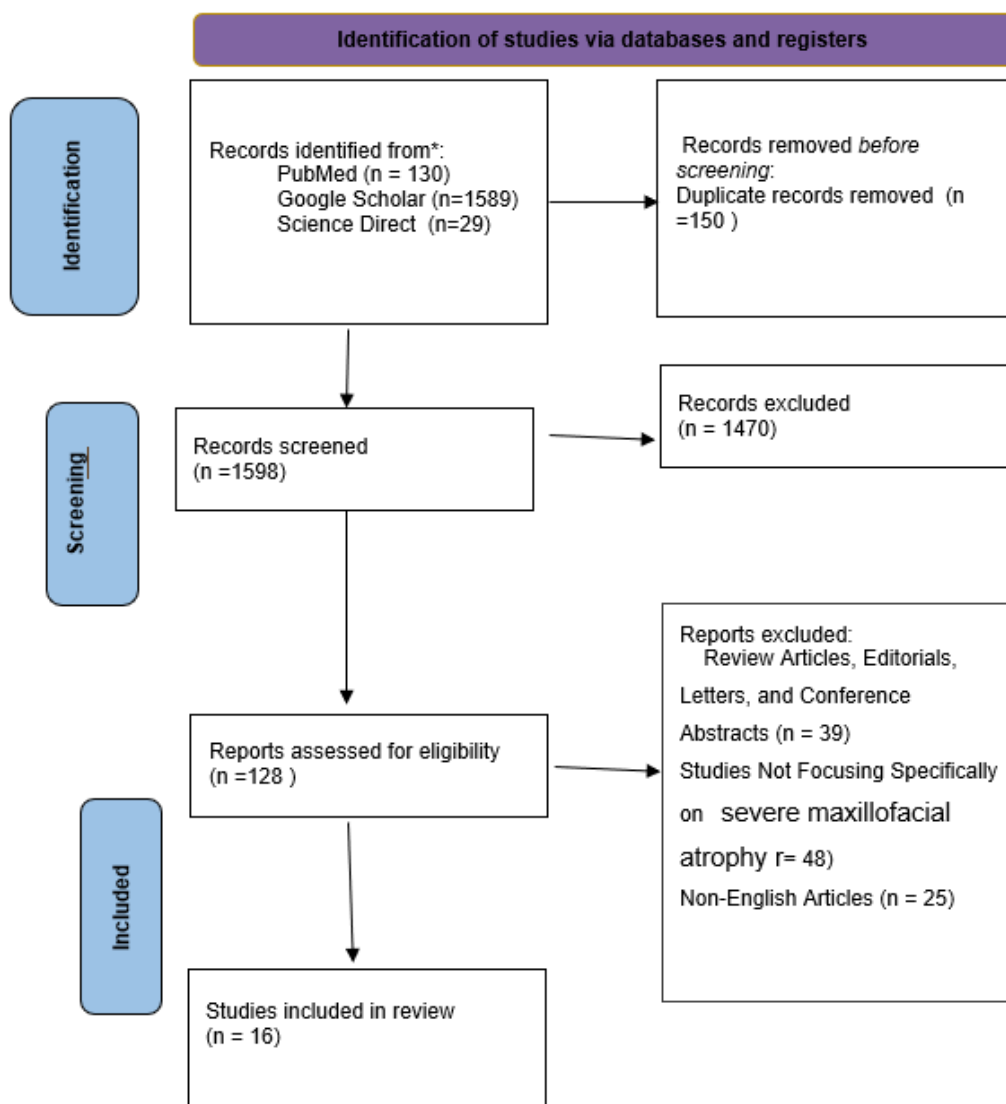 Identification of studies via databases and registers
Identification
Records identified from*:
PubMed (n = 130)
Google Scholar (n=1589)
Science Direct (n=29)
Records removed before
screening:
Duplicate records removed (n
=150 )
Screening
Records screened
(n =1598)
Records excluded
(n = 1470)
Reports assessed for eligibility
(n =128 )
Reports excluded:
Review Articles, Editorials,
Letters, and Conference
Abstracts (n = 39)
Studies Not Focusing Specifically
on severe maxillofacial
atrophy r= 48)
Non-English Articles (n = 25)
Included
Studies included in review
(n = 16)